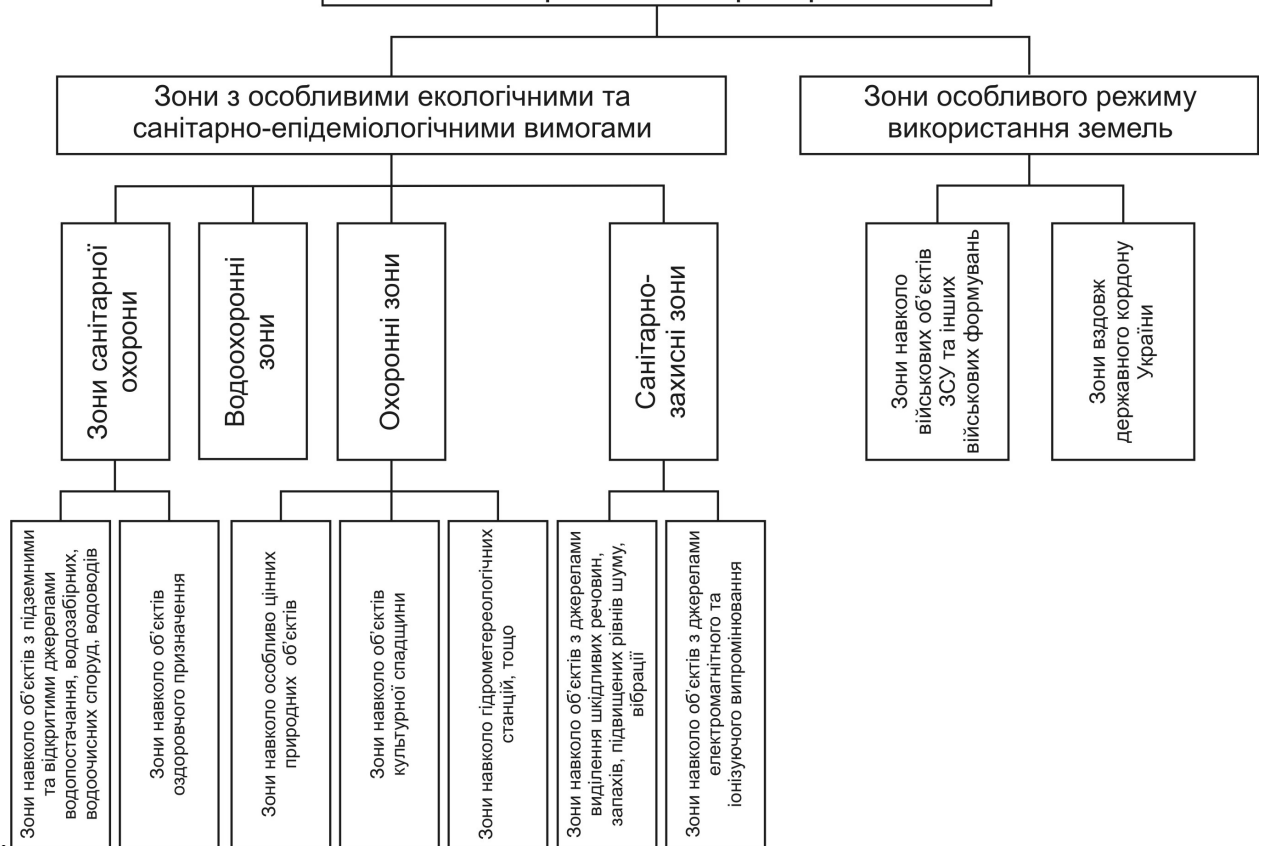 Зони з особливими екологічними та
санітарно-епідеміологічними вимогами
Зони особливого режиму
використання земель
Зони санітарної
охорони
Водоохоронні
зони
Охоронні зони
Санітарно-
захисні зони
Зони навколо
військових об’єктів
ЗСУ та інших
військових формувань
Зони вздовж
державного кордону
України
Зони навколо об’єктів з підземними
та відкритими джерелами
водопостачання, водозабірних,
водоочисних споруд, водоводів
Зони навколо об’єктів
оздоровчого призначення
Зони навколо особливо цінних
природних об’єктів
Зони навколо об’єктів
культурної спадщини
Зони навколо гідрометереологічних
станцій, тощо
Зони навколо об’єктів з джерелами
виділення шкідливих речовин,
запахів, підвищених рівнів шуму,
вібрації
Зони навколо об’єктів з джерелами
електромагнітного та
іонізуючого випромінювання